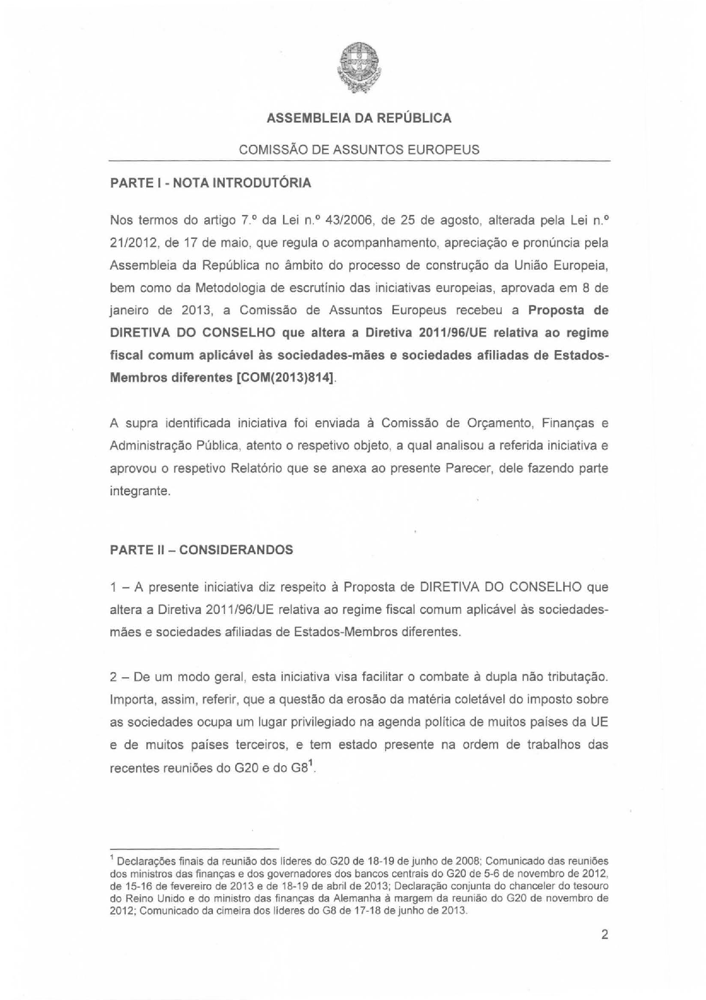 ASSEMBLEIA DA REPÚBLICA
COMISSÃO DE ASSUNTOS EUROPEUS
PARTE I - NOTA INTRODUTÓRIA
Nos termos do artigo 7.º da Lei n.º 43/2006, de 25 de agosto, alterada pela Lei n.º
21/2012, de 17 de maio, que regula o acompanhamento, apreciação e pronúncia pela
Assembleia da República no âmbito do processo de construção da União Europeia,
bem como da Metodologia de escrutínio das iniciativas europeias, aprovada em 8 de
janeiro de 2013, a Comissão de Assuntos Europeus recebeu a Proposta de
DIRETIVA DO CONSELHO que altera a Diretiva 2011/96/UE relativa ao regime
fiscal comum aplicável às sociedades-mães e sociedades afiliadas de Estados-
Membros diferentes [COM(2013)814].
A supra identificada iniciativa foi enviada à Comissão de Orçamento, Finanças e
Administração Pública, atento o respetivo objeto, a qual analisou a referida iniciativa e
aprovou o respetivo Relatório que se anexa ao presente Parecer, dele fazendo parte
integrante.
PARTE II – CONSIDERANDOS
1 – A presente iniciativa diz respeito à Proposta de DIRETIVA DO CONSELHO que
altera a Diretiva 2011/96/UE relativa ao regime fiscal comum aplicável às sociedades-
mães e sociedades afiliadas de Estados-Membros diferentes.
2 – De um modo geral, esta iniciativa visa facilitar o combate à dupla não tributação.
Importa, assim, referir, que a questão da erosão da matéria coletável do imposto sobre
as sociedades ocupa um lugar privilegiado na agenda política de muitos países da UE
e de muitos países terceiros, e tem estado presente na ordem de trabalhos das
recentes reuniões do G20 e do G8¹.
¹ Declarações finais da reunião dos líderes do G20 de 18-19 de junho de 2008; Comunicado das reuniões
dos ministros das finanças e dos governadores dos bancos centrais do G20 de 5-6 de novembro de 2012,
de 15-16 de fevereiro de 2013 e de 18-19 de abril de 2013; Declaração conjunta do chanceler do tesouro
do Reino Unido e do ministro das finanças da Alemanha à margem da reunião do G20 de novembro de
2012; Comunicado da cimeira dos líderes do G8 de 17-18 de junho de 2013.
2